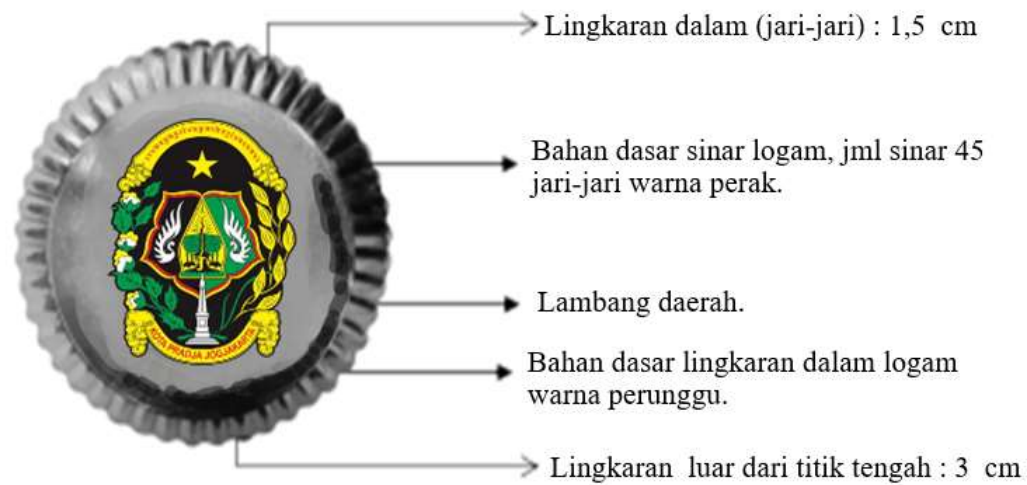 Lingkaran dalam (jari-jari) : 1,5 cm
Bahan dasar sinar logam, jml sinar 45
jari-jari warna perak.
Lambang daerah.
KOTA PRADJA JOGJAKARTA
Bahan dasar lingkaran dalam logam
warna perunggu.
Lingkaran luar dari titik tengah : 3 cm